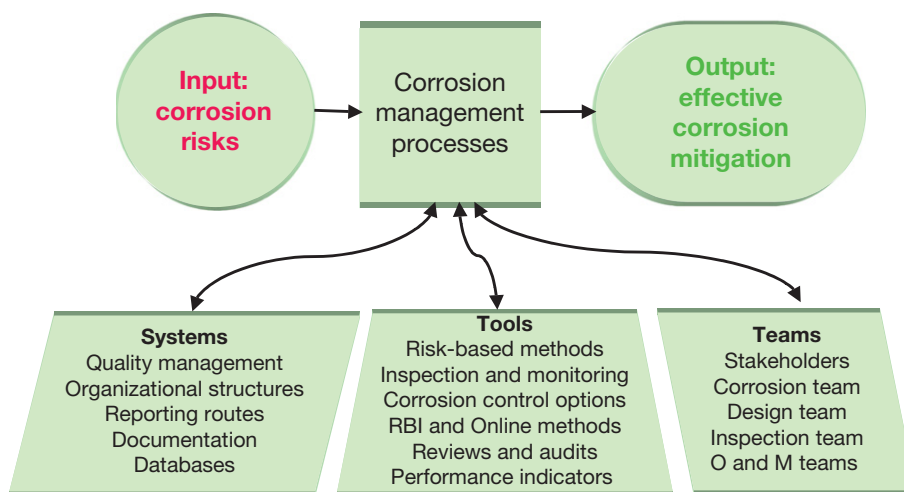 Input:
corrosion
risks
Corrosion
management
processes
Output:
effective
corrosion
mitigation
Systems
Quality management
Organizational structures
Reporting routes
Documentation
Databases
Tools
Risk-based methods
Inspection and monitoring
Corrosion control options
RBI and Online methods
Reviews and audits
Performance indicators
Teams
Stakeholders
Corrosion team
Design team
Inspection team
O and M teams